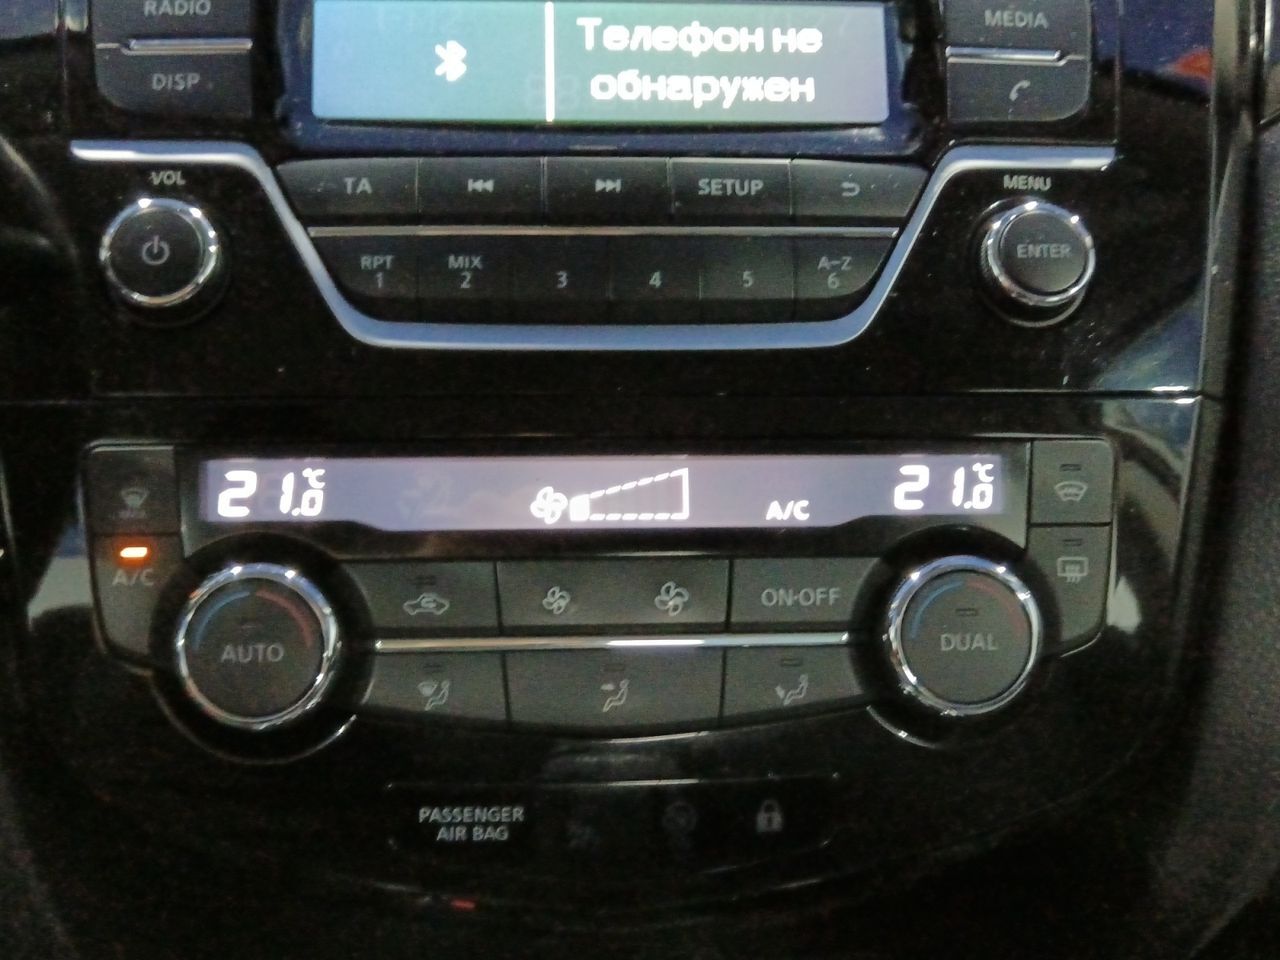 RADIO
DISP
Телефон не
обнаружен
MEDIA
VOL
TA
SETUP
MENU
ENTER
RPT
1
MIX
2
3
4
5
A-Z
6
21.0 °C
A/C
21.0 °C
A/C
AUTO
ON·OFF
DUAL
PASSENGER
AIR BAG